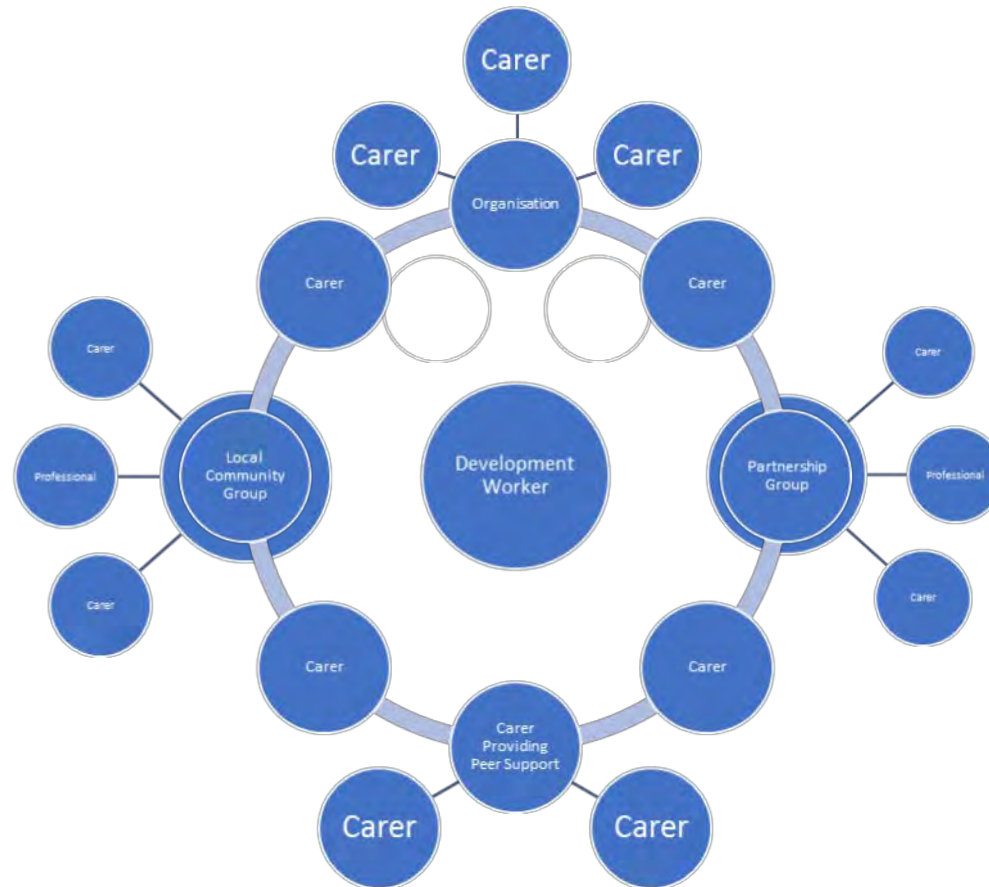 Carer
Carer
Carer
Organisation
Carer
Carer
Carer
Carer
Professional
Local
Community
Group
Development
Worker
Partnership
Group
Professional
Carer
Carer
Carer
Carer
Carer
Providing
Peer Support
Carer
Carer